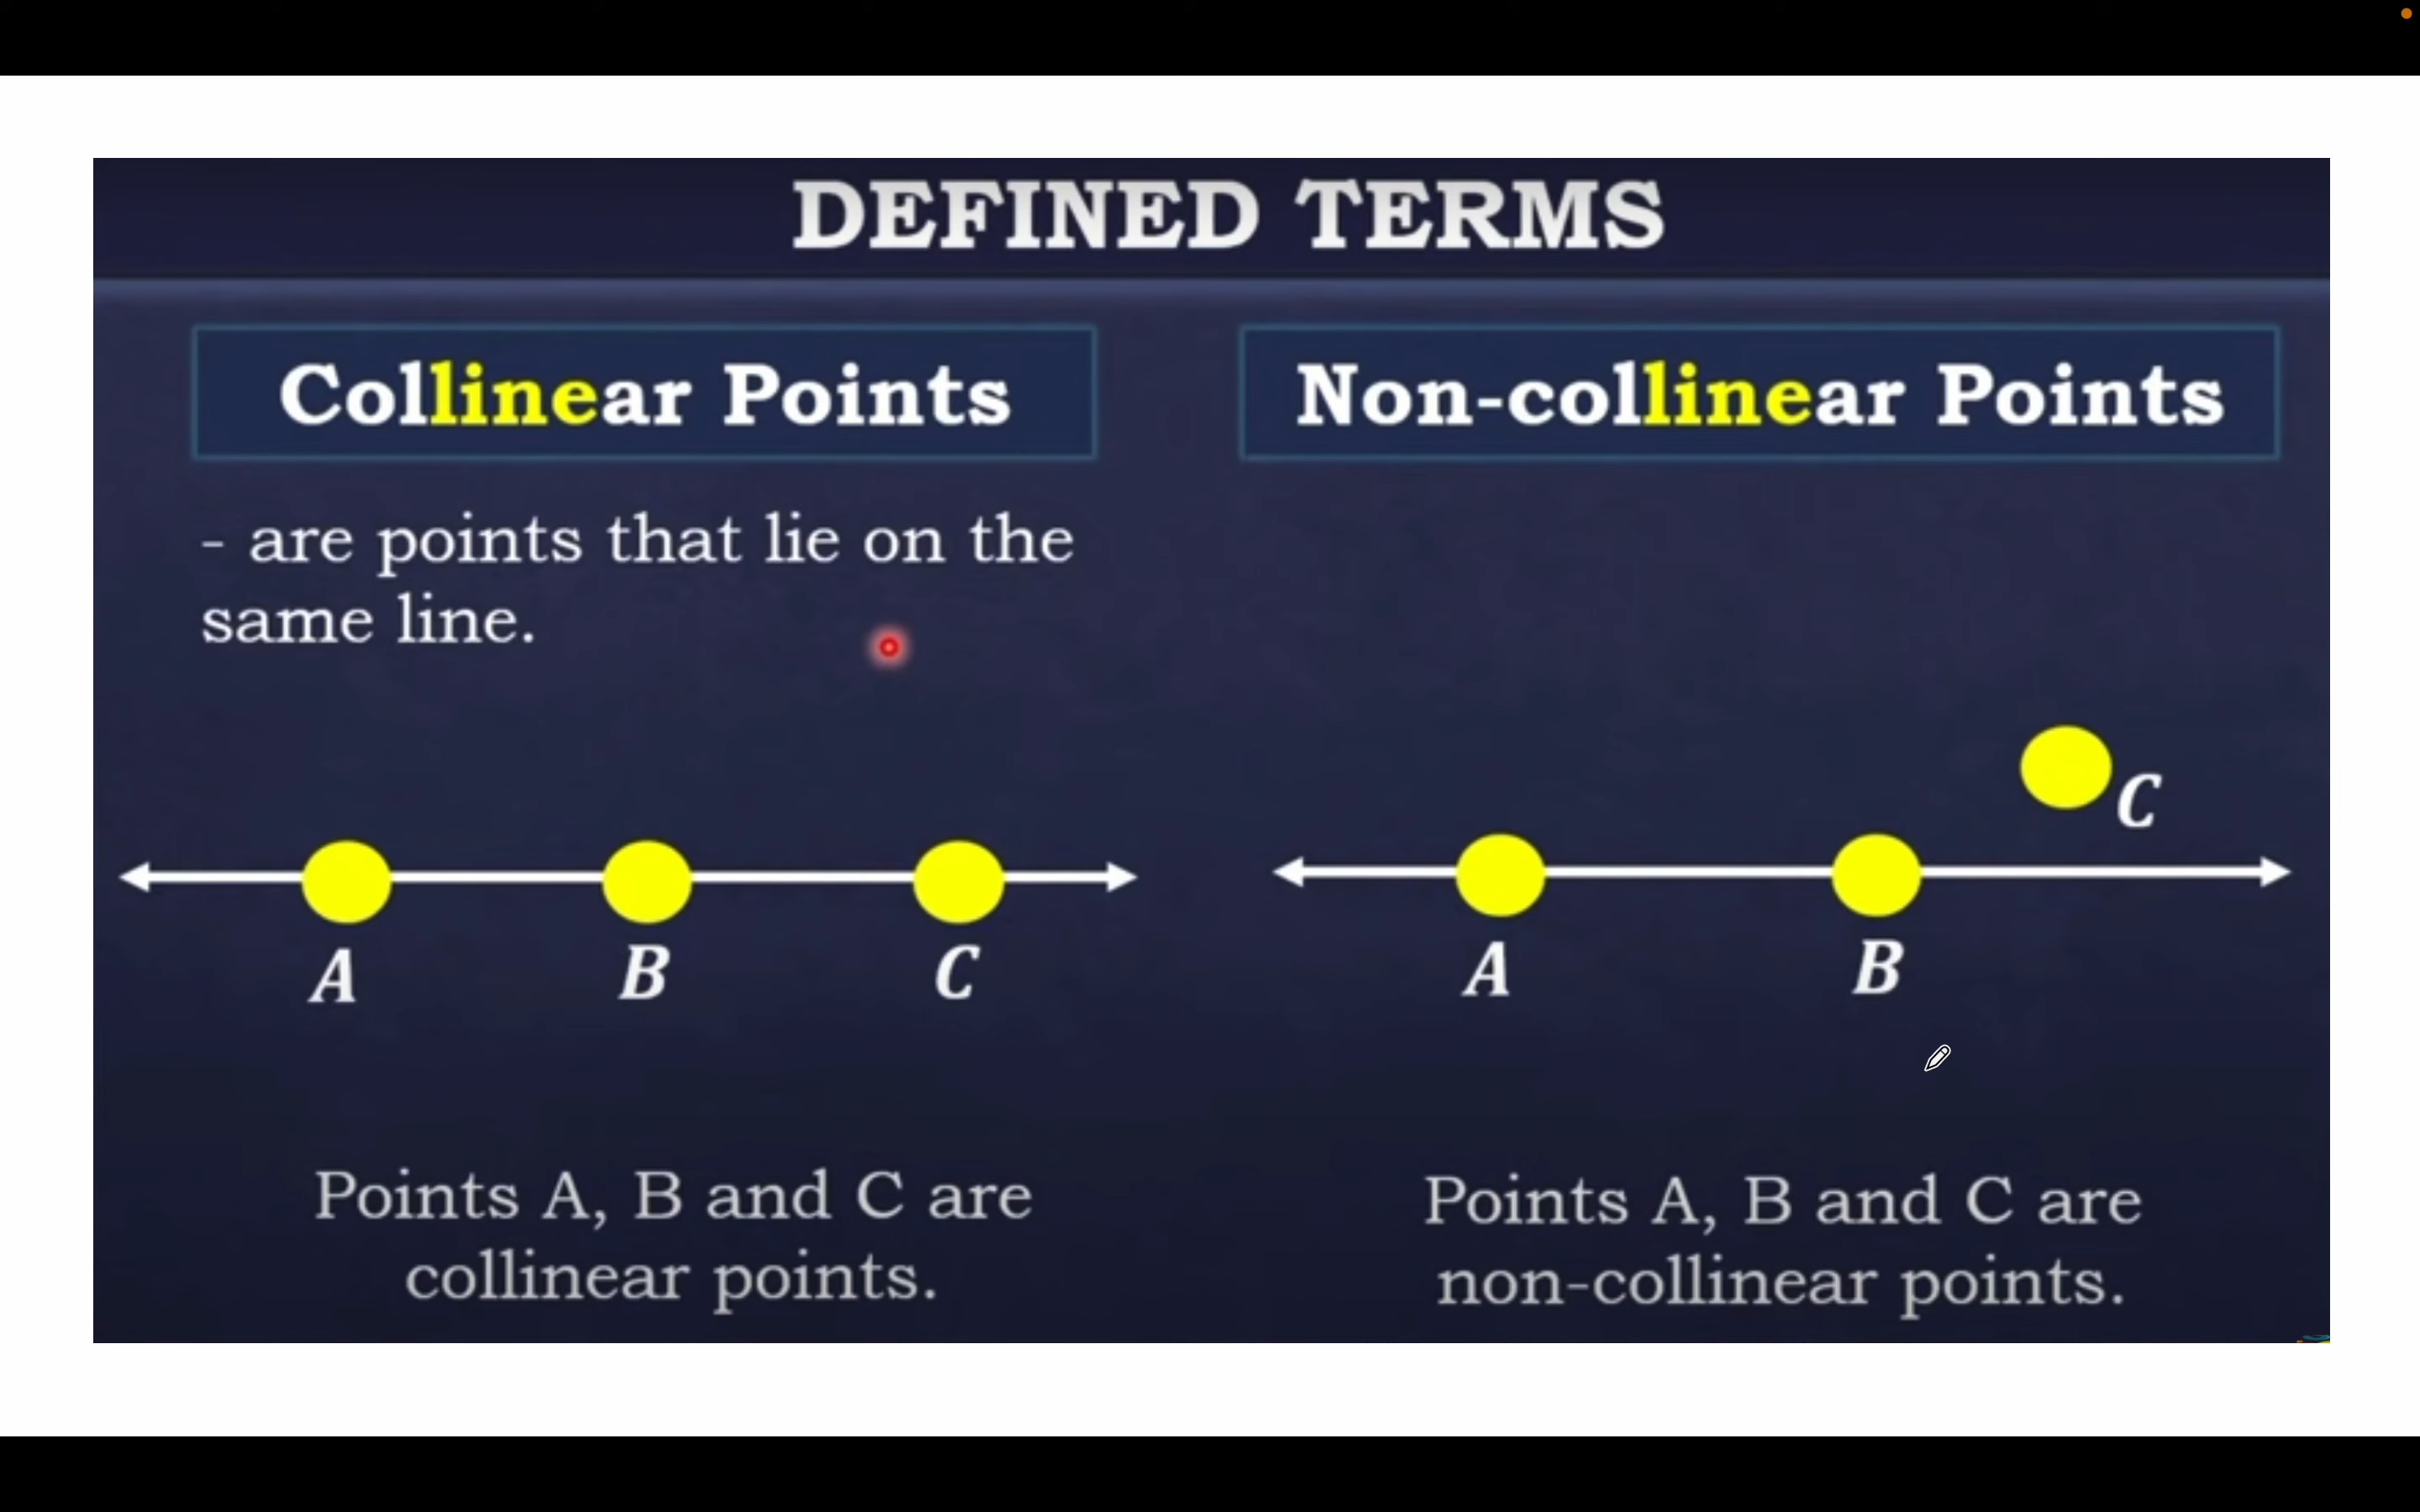 DEFINED TERMS
Collinear Points
- are points that lie on the
same line.
A B C
Points A, B and C are
collinear points.
Non-collinear Points
C
A B
Points A, B and C are
non-collinear points.